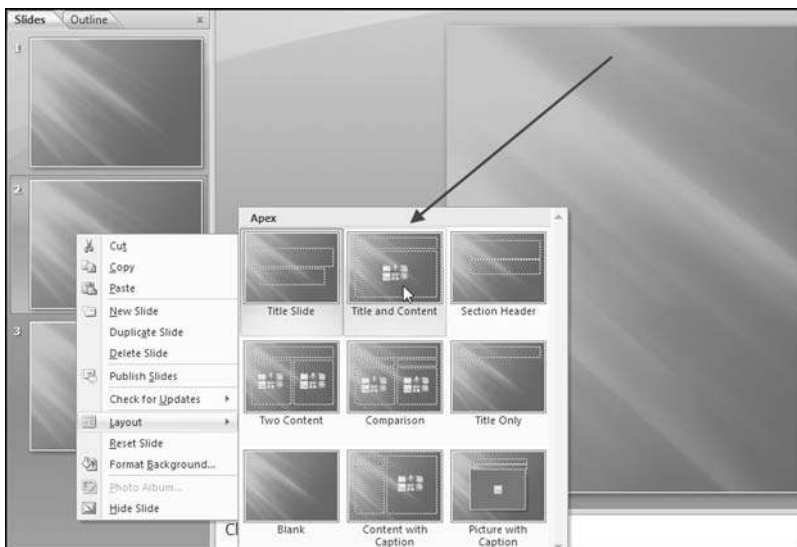 Slides Outline x
1
2
3
Cut
Copy
Paste
New Slide
Duplicate Slide
Delete Slide
Publish Slides
Check for Updates
Layout
Reset Slide
Format Background...
Photo Album...
Hide Slide
Apex
Title Slide Title and Content Section Header
Two Content Comparison Title Only
Blank Content with Caption Picture with Caption
Cl